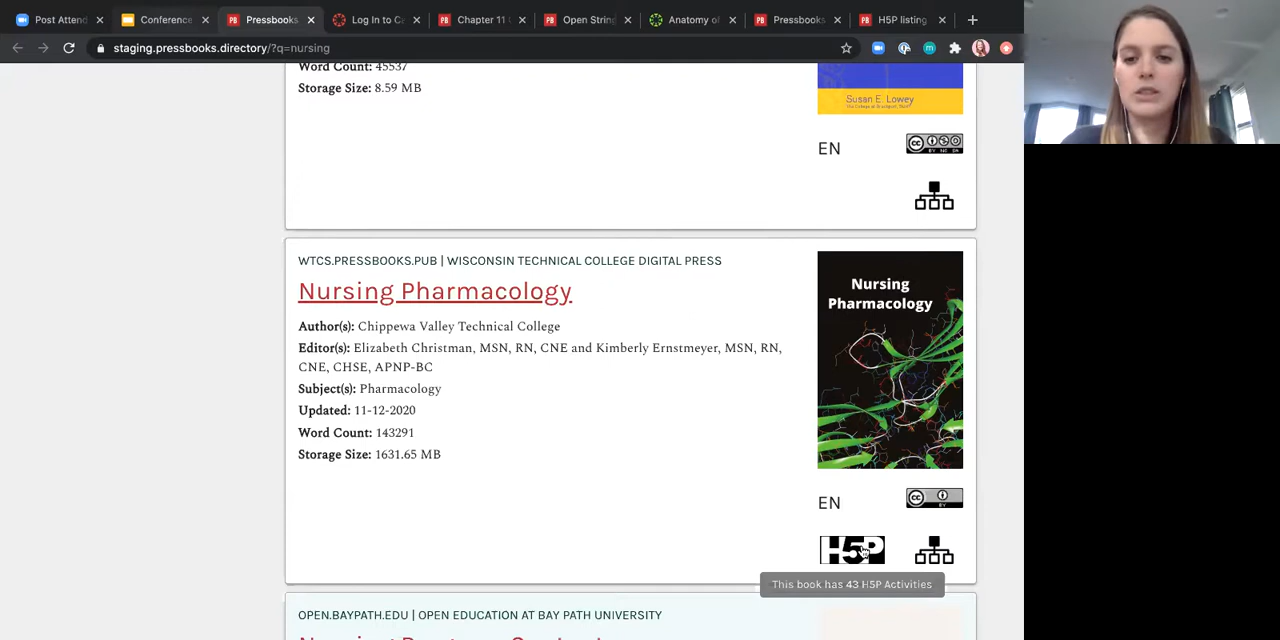 Post Attend
Conference
Pressbooks
Log In to Ca
Chapter 11
Open String
Anatomy of
Pressbooks
H5P listing
staging.pressbooks.directory/?q=nursing
Word Count: 45537
Storage Size: 8.59 MB
Susan E. Lowey
EN
WTCS.PRESSBOOKS.PUB | WISCONSIN TECHNICAL COLLEGE DIGITAL PRESS
Nursing Pharmacology
Author(s): Chippewa Valley Technical College
Editor(s): Elizabeth Christman, MSN, RN, CNE and Kimberly Ernstmeyer, MSN, RN,
CNE, CHSE, APNP-BC
Subject(s): Pharmacology
Updated: 11-12-2020
Word Count: 143291
Storage Size: 1631.65 MB
Nursing
Pharmacology
EN
CC BY
H5P
This book has 43 H5P Activities
OPEN.BAYPATH.EDU | OPEN EDUCATION AT BAY PATH UNIVERSITY